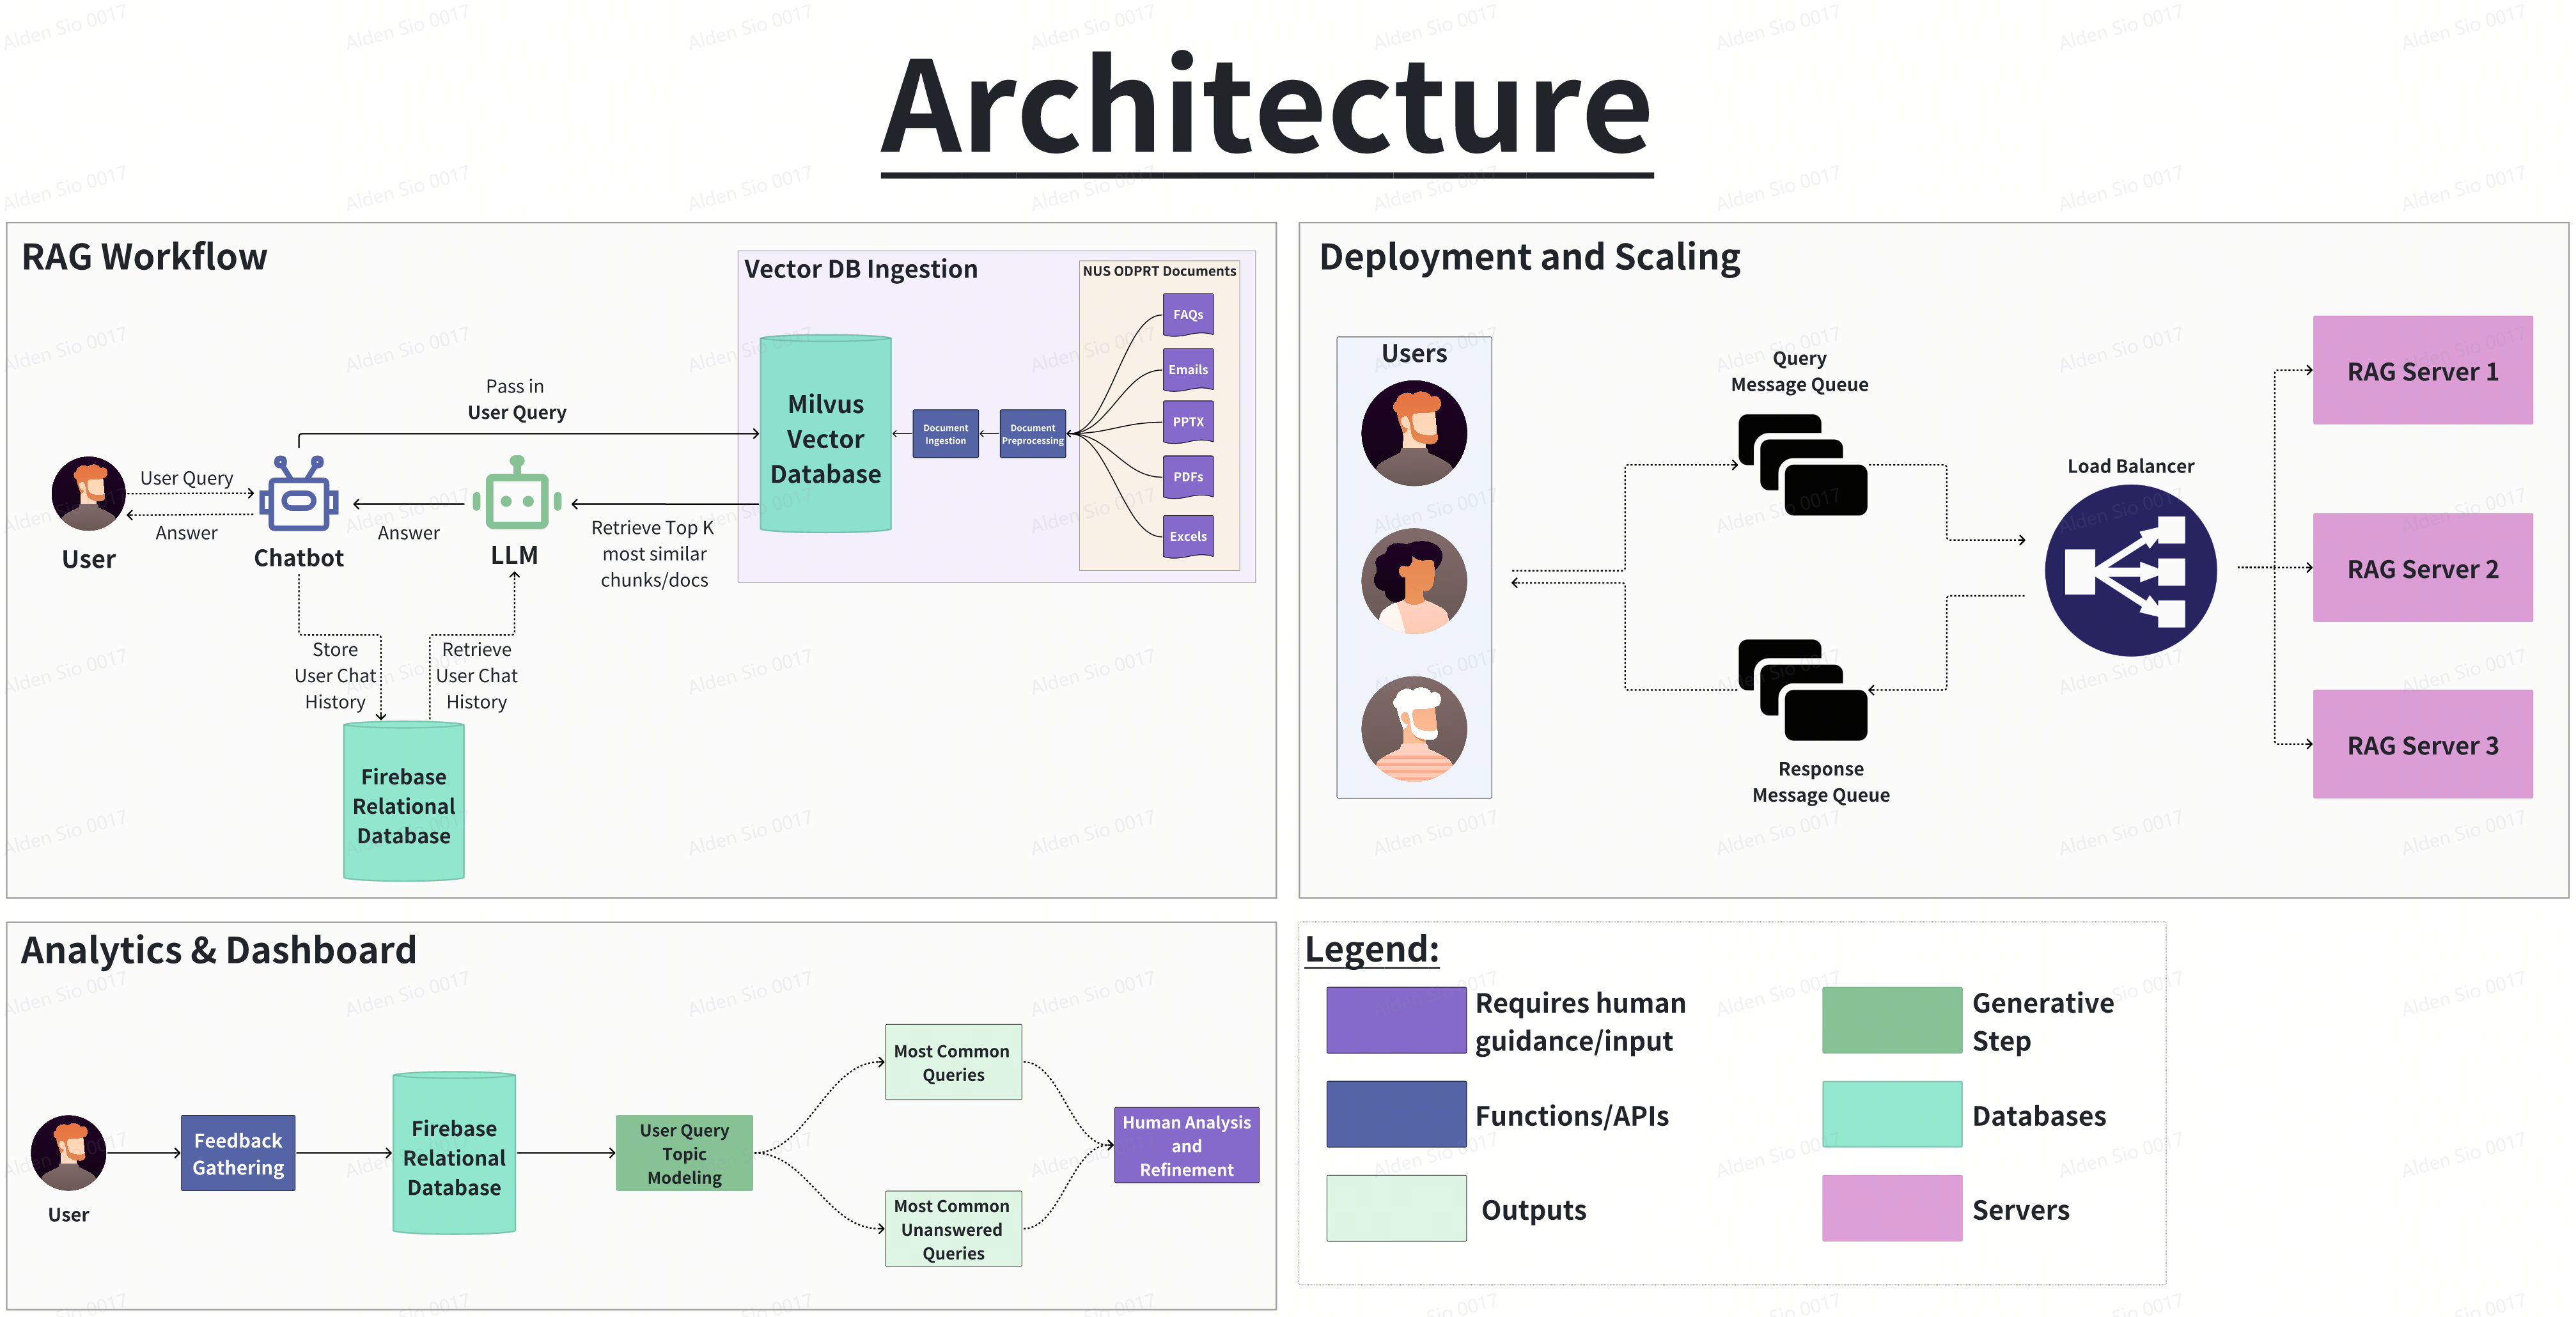 Architecture
RAG Workflow
Vector DB Ingestion
NUS ODPRT Documents
FAQs
Emails
PPTX
PDFs
Excels
Document
Preprocessing
Document
Ingestion
Milvus
Vector
Database
Pass in
User Query
User Query
Answer
User
Chatbot
Answer
LLM
Retrieve Top K
most similar
chunks/docs
Store
User Chat
History
Retrieve
User Chat
History
Firebase
Relational
Database
Deployment and Scaling
Users
Query
Message Queue
Response
Message Queue
Load Balancer
RAG Server 1
RAG Server 2
RAG Server 3
Analytics & Dashboard
User
Feedback
Gathering
Firebase
Relational
Database
User Query
Topic
Modeling
Most Common
Queries
Most Common
Unanswered
Queries
Human Analysis
and
Refinement
Legend:
Requires human
guidance/input
Functions/APIs
Outputs
Generative
Step
Databases
Servers
Alden Sio 0017